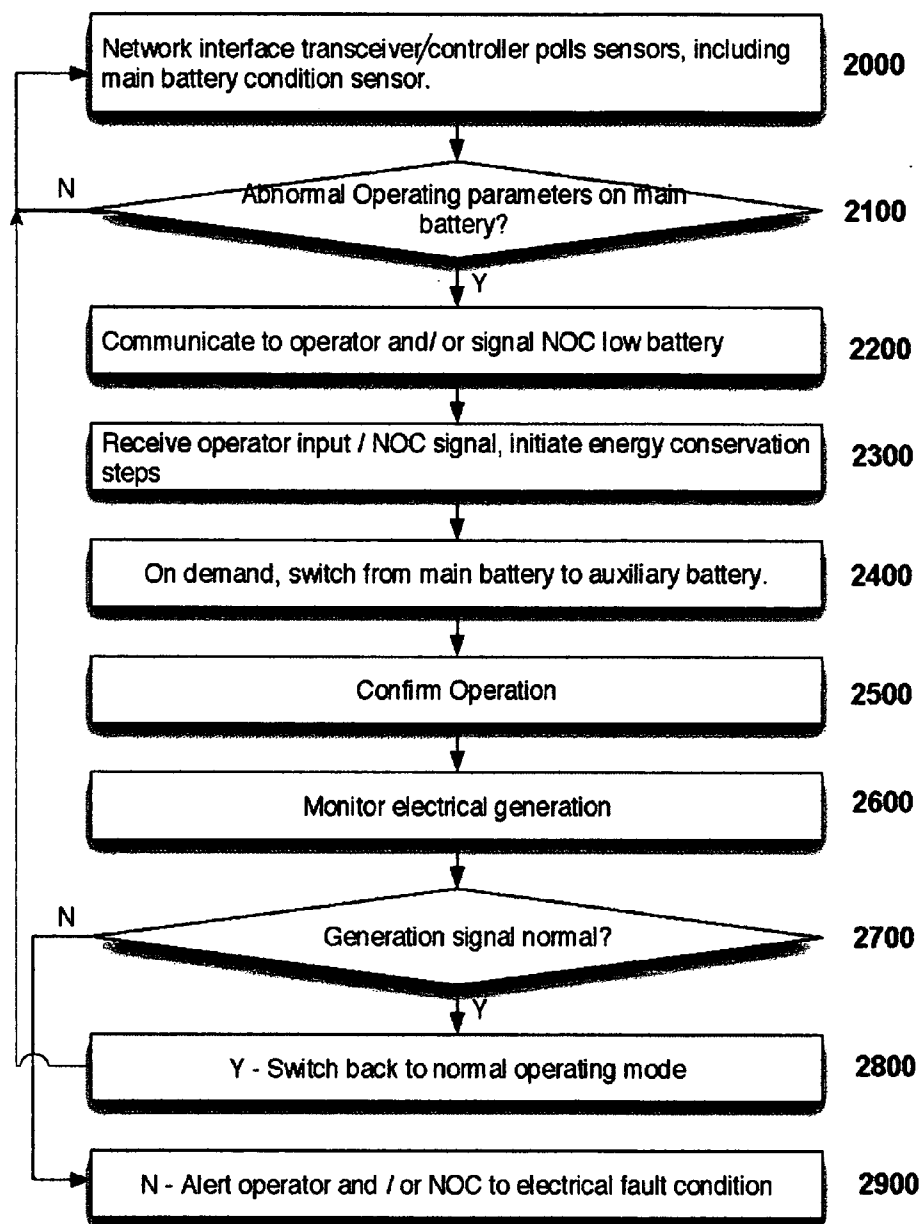 Network interface transceiver/controller polls sensors, including
main battery condition sensor.
2000
N
Abnormal Operating parameters on main
battery?
2100
Y
Communicate to operator and/ or signal NOC low battery
2200
Receive operator input / NOC signal, initiate energy conservation
steps
2300
On demand, switch from main battery to auxiliary battery.
2400
Confirm Operation
2500
Monitor electrical generation
2600
N
Generation signal normal?
2700
Y
Y - Switch back to normal operating mode
2800
N - Alert operator and / or NOC to electrical fault condition
2900